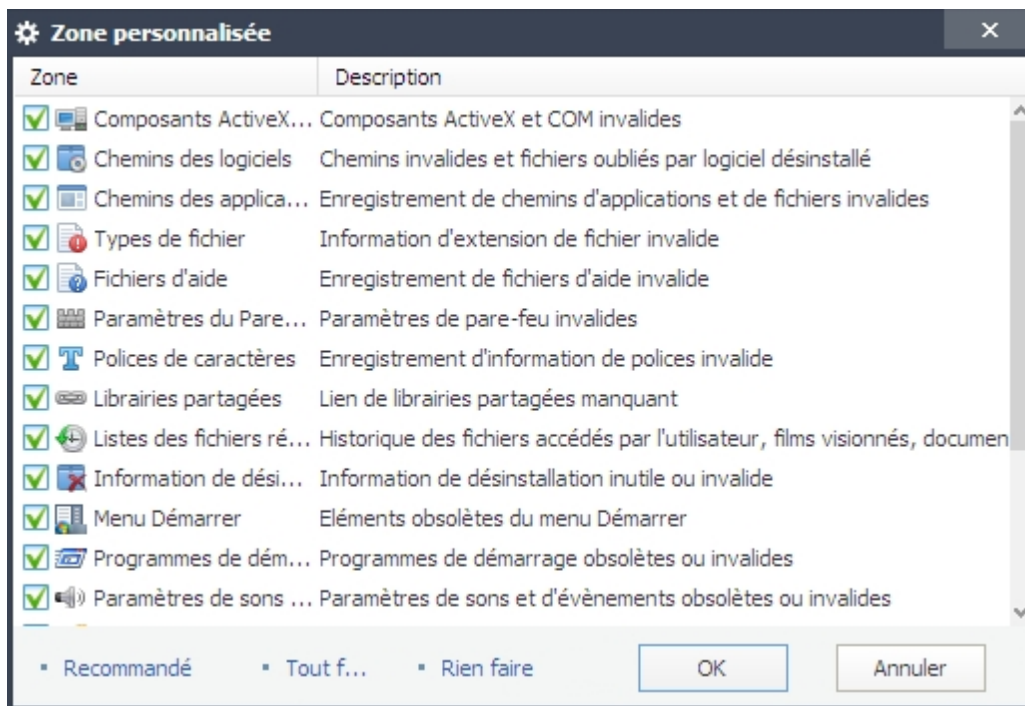 Zone personnalisée
Zone Description
Composants ActiveX... Composants ActiveX et COM invalides
Chemins des logiciels Chemins invalides et fichiers oubliés par logiciel désinstallé
Chemins des applica... Enregistrement de chemins d'applications et de fichiers invalides
Types de fichier Information d'extension de fichier invalide
Fichiers d'aide Enregistrement de fichiers d'aide invalide
Paramètres du Pare... Paramètres de pare-feu invalides
Polices de caractères Enregistrement d'information de polices invalide
Librairies partagées Lien de librairies partagées manquant
Listes des fichiers ré... Historique des fichiers accédés par l'utilisateur, films visionnés, documen
Information de dési... Information de désinstallation inutile ou invalide
Menu Démarrer Eléments obsolètes du menu Démarrer
Programmes de dém... Programmes de démarrage obsolètes ou invalides
Paramètres de sons ... Paramètres de sons et d'évènements obsolètes ou invalides
Recommandé Tout f... Rien faire OK Annuler